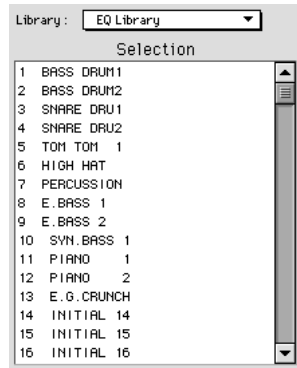 Library: EQ Library
Selection
1 BASS DRUM1
2 BASS DRUM2
3 SNARE DRU1
4 SNARE DRU2
5 TOM TOM 1
6 HIGH HAT
7 PERCUSSION
8 E.BASS 1
9 E.BASS 2
10 SYN.BASS 1
11 PIANO 1
12 PIANO 2
13 E.G.CRUNCH
14 INITIAL 14
15 INITIAL 15
16 INITIAL 16